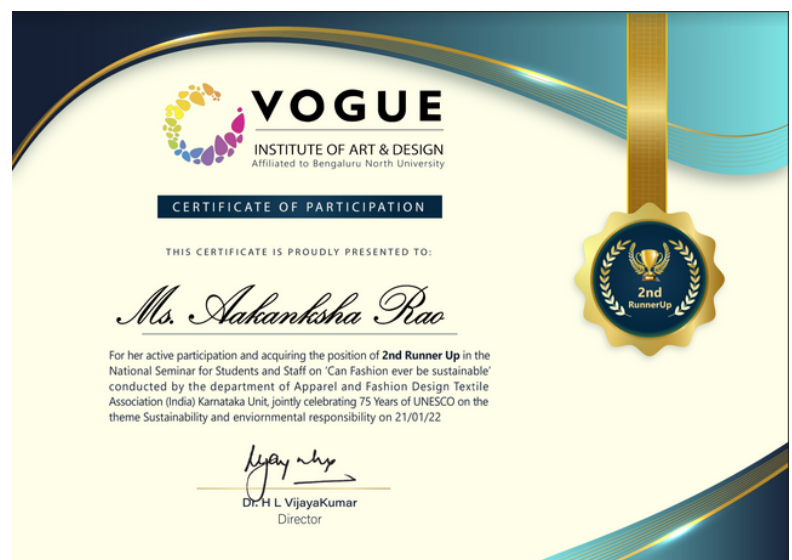 VOGUE
INSTITUTE OF ART & DESIGN
Affiliated to Bengaluru North University
CERTIFICATE OF PARTICIPATION
THIS CERTIFICATE IS PROUDLY PRESENTED TO:
Ms. Aakanksha Rao
For her active participation and acquiring the position of 2nd Runner Up in the
National Seminar for Students and Staff on ‘Can Fashion ever be sustainable’
conducted by the department of Apparel and Fashion Design Textile
Association (India) Karnataka Unit, jointly celebrating 75 Years of UNESCO on the
theme Sustainability and enviornmental responsibility on 21/01/22
Dr. H L VijayaKumar
Director
2nd
RunnerUp